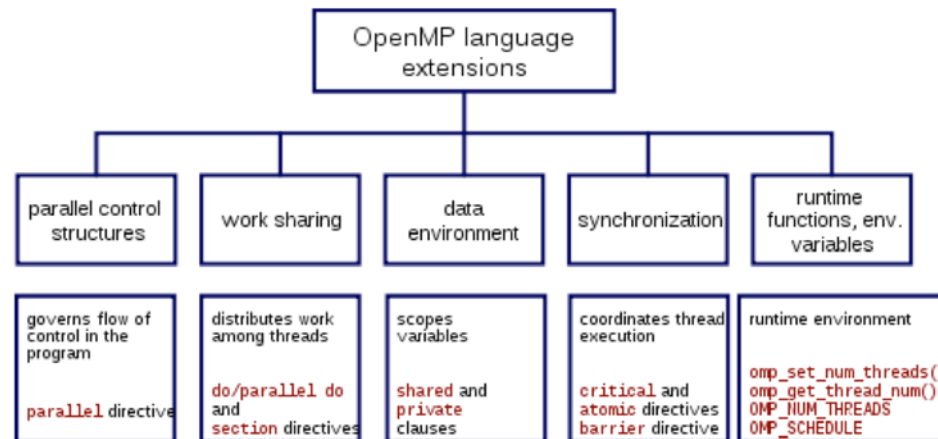 OpenMP language
extensions
parallel control
structures
work sharing
data
environment
synchronization
runtime
functions, env.
variables
governs flow of
control in the
program
parallel directive
distributes work
among threads
do/parallel do
and
section directives
scopes
variables
shared and
private
clauses
coordinates thread
execution
critical and
atomic directives
barrier directive
runtime environment
omp_set_num_threads(
omp_get_thread_num()
OMP_NUM_THREADS
OMP_SCHEDULE